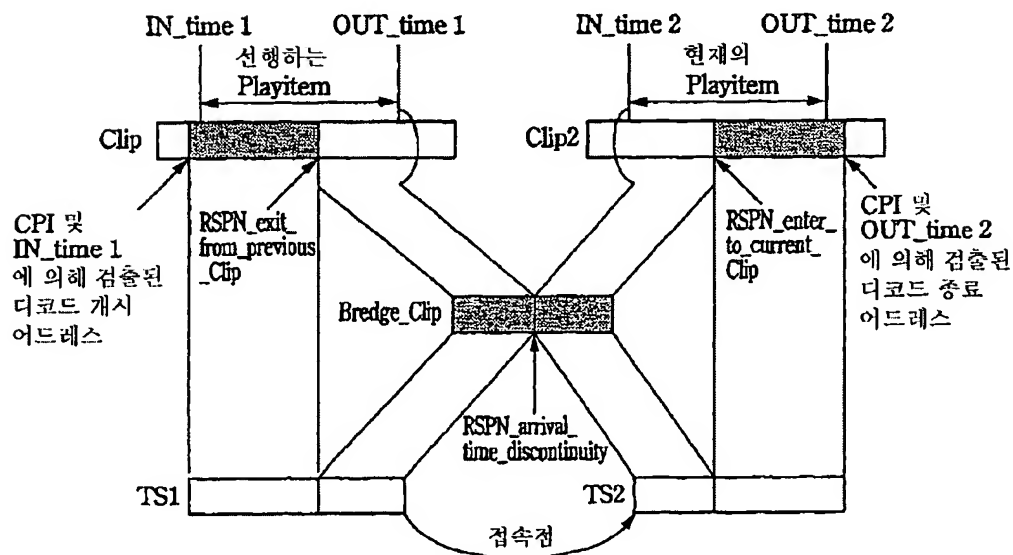 IN_time 1
OUT_time 1
IN_time 2
OUT_time 2
선행하는
Playitem
현재의
Playitem
Clip
Clip2
CPI 및
IN_time 1
에 의해 검출된
디코드 개시
어드레스
RSPN_exit_
from_previous
_Clip
RSPN_enter_
to_current_
Clip
CPI 및
OUT_time 2
에 의해 검출된
디코드 종료
어드레스
Bredge_Clip
RSPN_arrival_
time_discontinuity
TS1
TS2
접속점